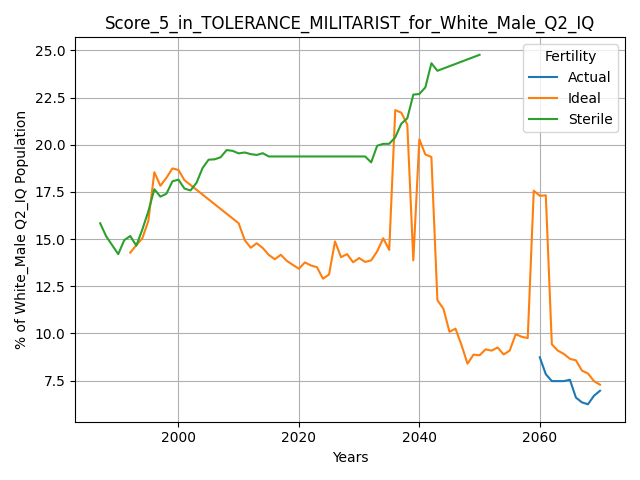 Score_5_in_TOLERANCE_MILITARIST_for_White_Male_Q2_IQ
% of White_Male Q2_IQ Population
25.0
22.5
20.0
17.5
15.0
12.5
10.0
7.5
Fertility
Actual
Ideal
Sterile
2000
2020
2040
2060
Years